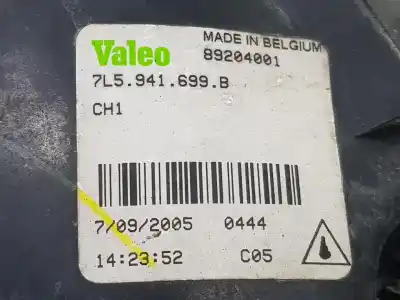 Valeo
MADE IN BELGIUM
89204001
7L5.941.699.B
CH1
7/09/2005 0444
14:23:52 C05